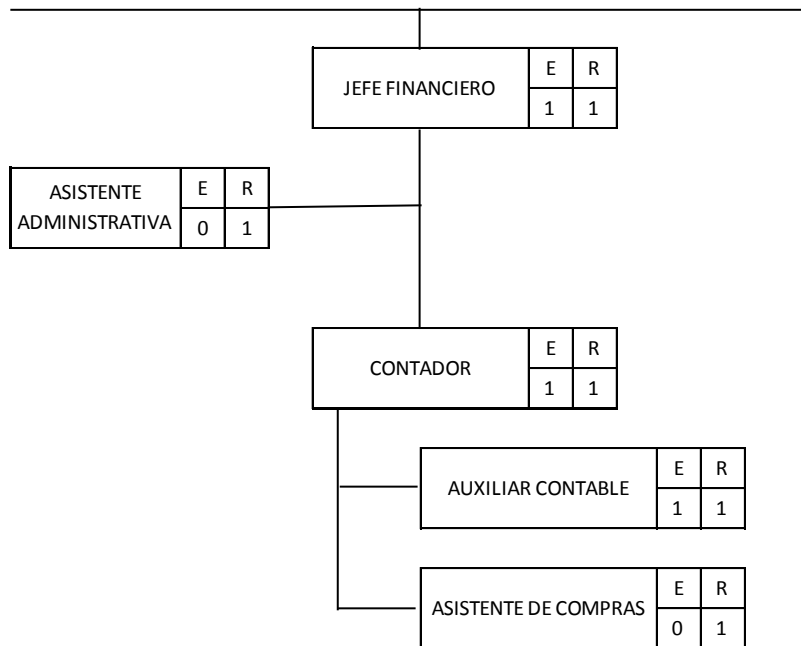 JEFE FINANCIERO
E R
1 1
ASISTENTE
ADMINISTRATIVA
E R
0 1
CONTADOR
E R
1 1
AUXILIAR CONTABLE
E R
1 1
ASISTENTE DE COMPRAS
E R
0 1